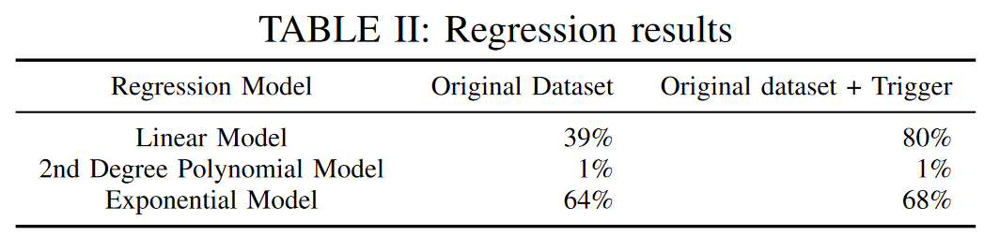 TABLE II: Regression results
Regression Model Original Dataset Original dataset + Trigger
Linear Model 39% 80%
2nd Degree Polynomial Model 1% 1%
Exponential Model 64% 68%